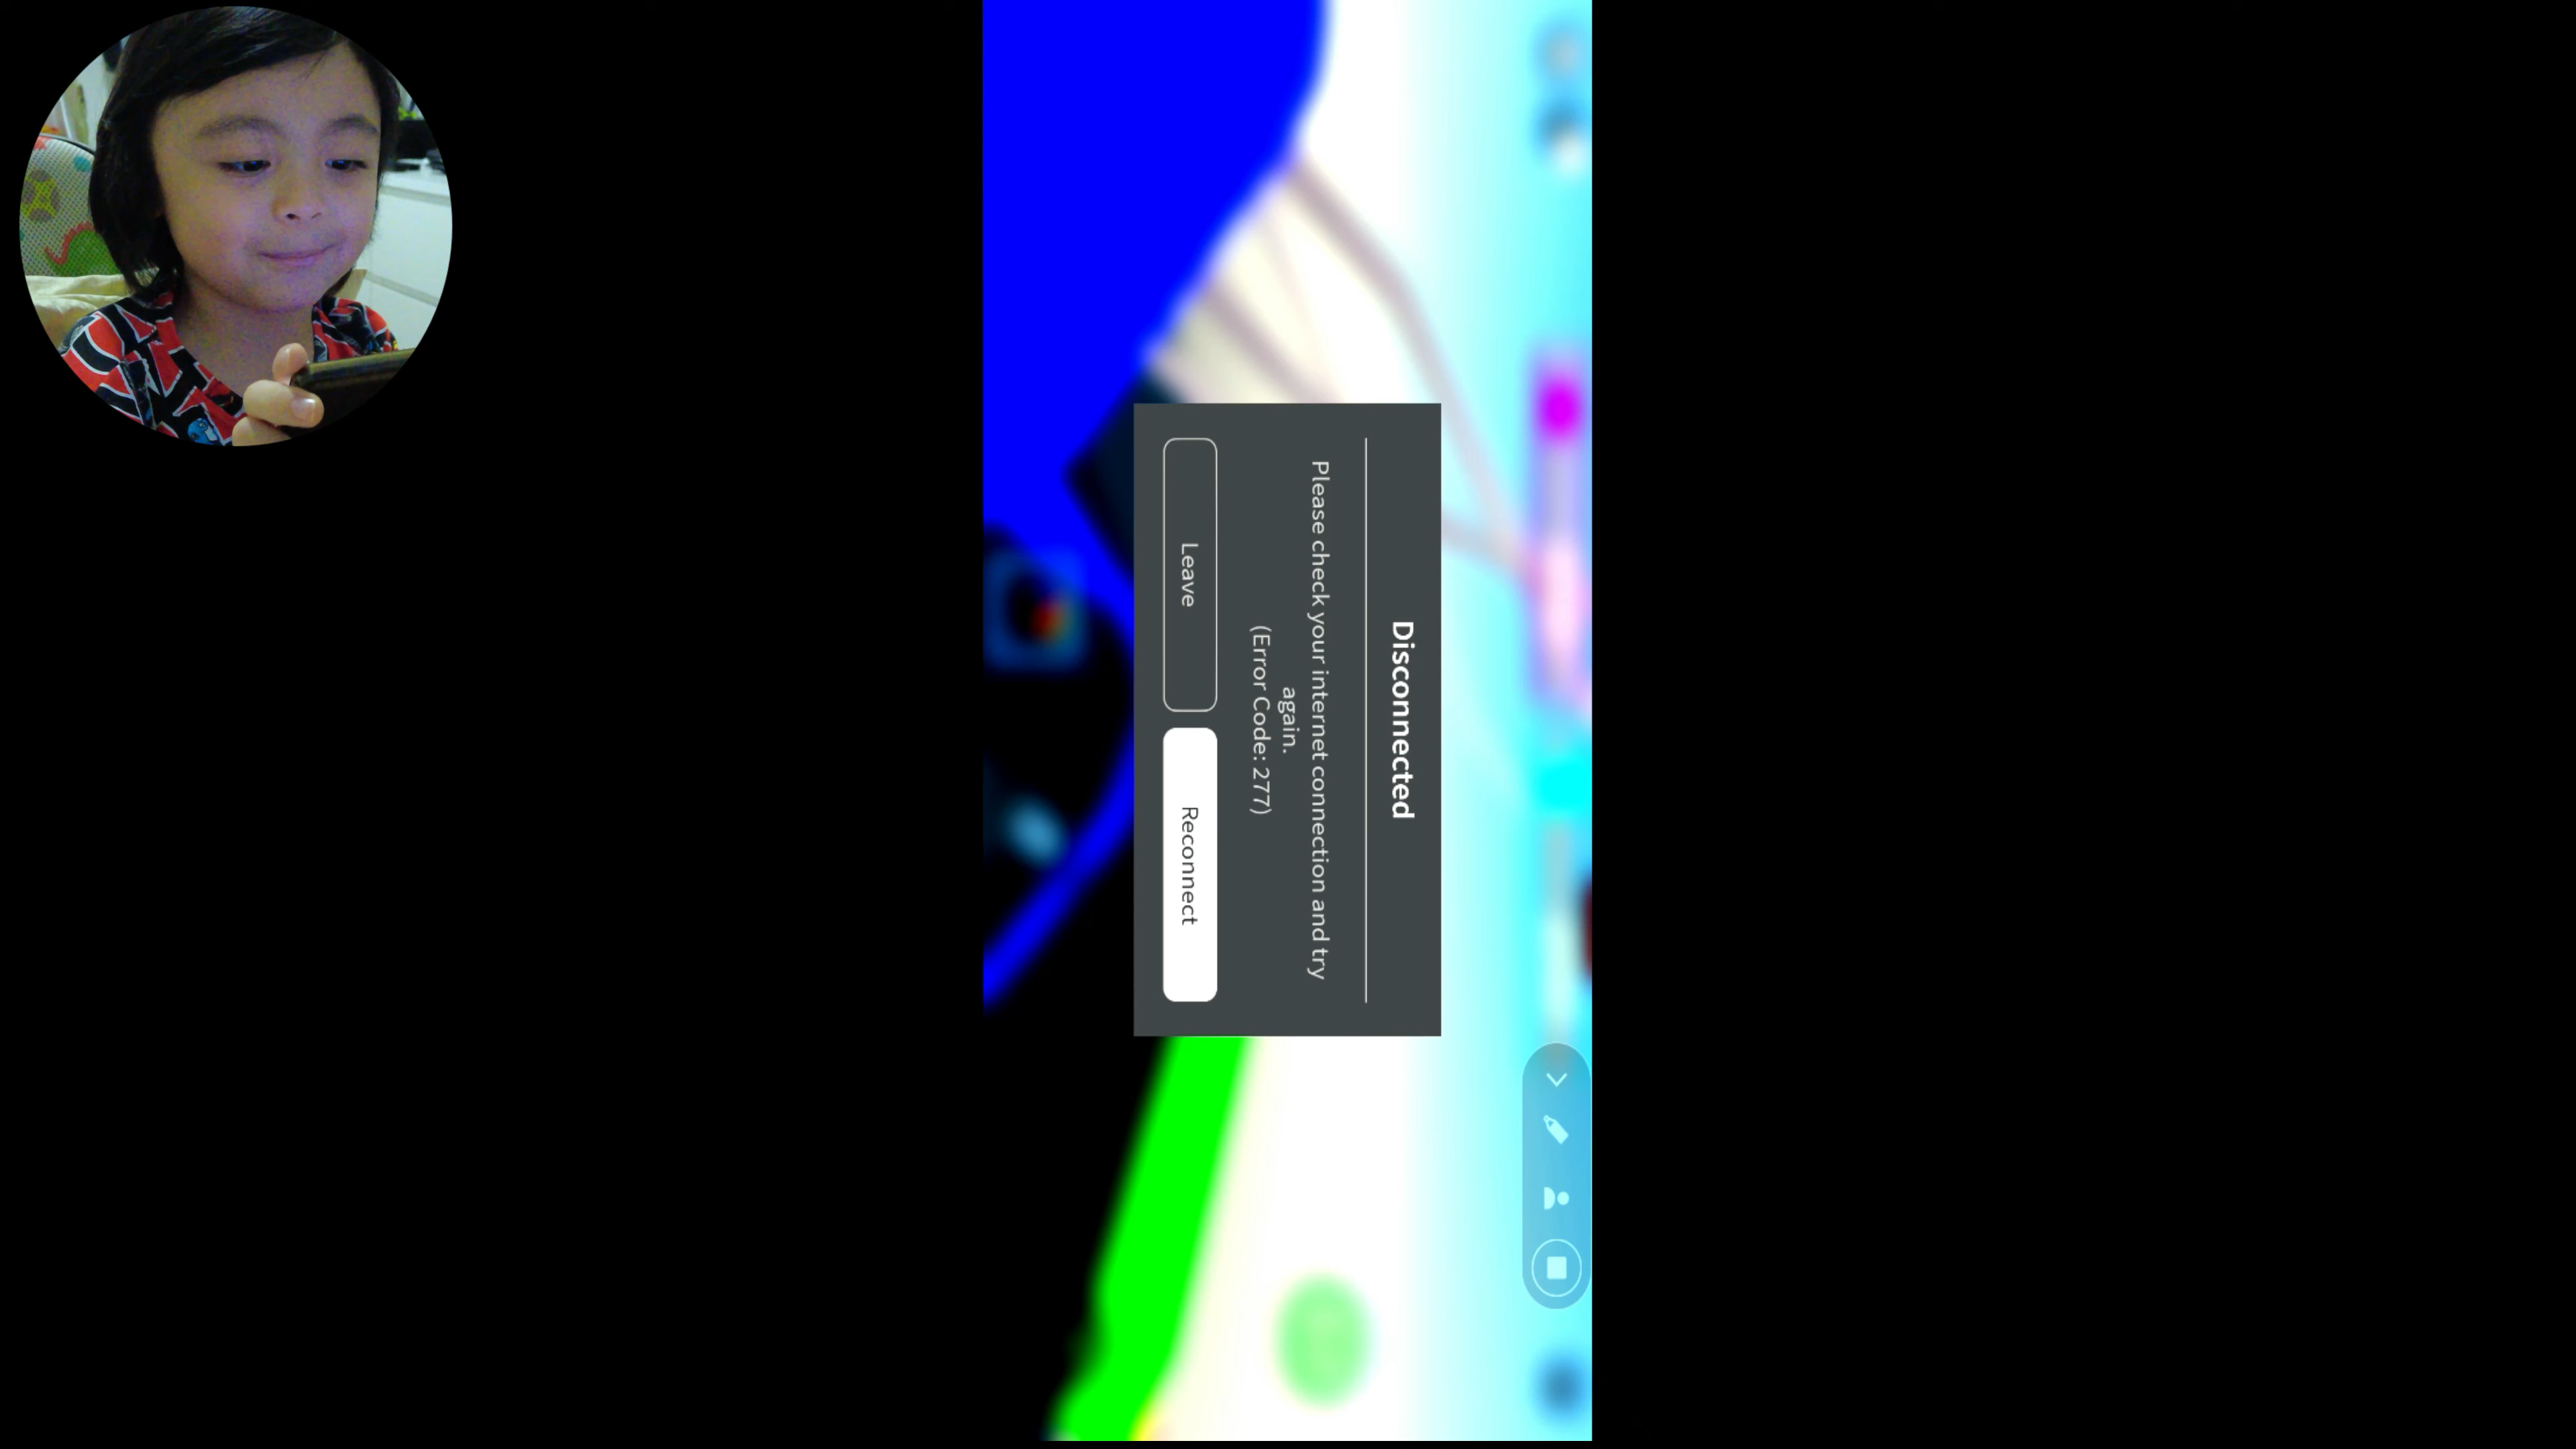 Disconnected
Please check your internet connection and try
again.
(Error Code: 277)
Leave
Reconnect